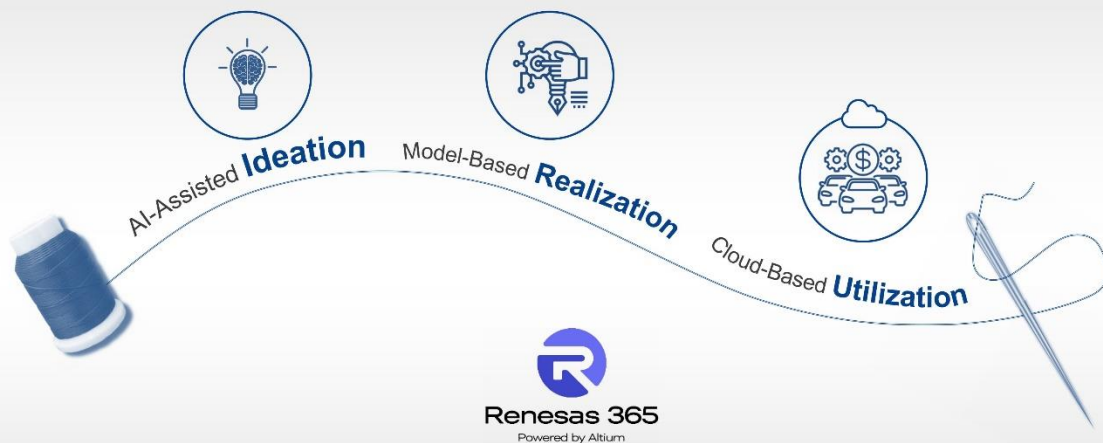 AI-Assisted Ideation
Model-Based Realization
Cloud-Based Utilization
Renesas 365
Powered by Altium